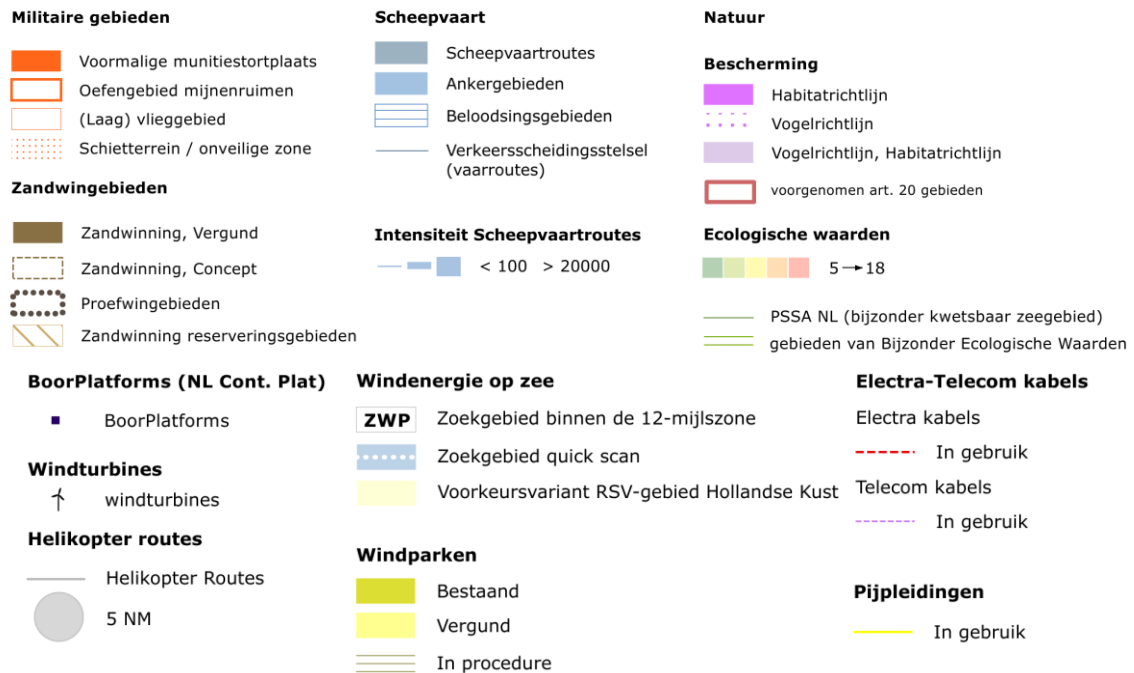 Militaire gebieden
Voormalige munitiestortplaats
Oefengebied mijnenruimen
(Laag) vlieggebied
Schietterrein / onveilige zone
Zandwingebieden
Zandwinning, Vergund
Zandwinning, Concept
Proefwingebieden
Zandwinning reserveringsgebieden
Scheepvaart
Scheepvaartroutes
Ankergebieden
Beloodsingsgebieden
Verkeersscheidingsstelsel
(vaarroutes)
Intensiteit Scheepvaartroutes
< 100 > 20000
Natuur
Bescherming
Habitatrichtlijn
Vogelrichtlijn
Vogelrichtlijn, Habitatrichtlijn
voorgenomen art. 20 gebieden
Ecologische waarden
5→18
PSSA NL (bijzonder kwetsbaar zeegebied)
gebieden van Bijzonder Ecologische Waarden
BoorPlatforms (NL Cont. Plat)
BoorPlatforms
Windturbines
windturbines
Helikopter routes
Helikopter Routes
5 NM
Windenergie op zee
ZWP Zoekgebied binnen de 12-mijlszone
Zoekgebied quick scan
Voorkeursvariant RSV-gebied Hollandse Kust
Windparken
Bestaand
Vergund
In procedure
Electra-Telecom kabels
Electra kabels
In gebruik
Telecom kabels
In gebruik
Pijpleidingen
In gebruik